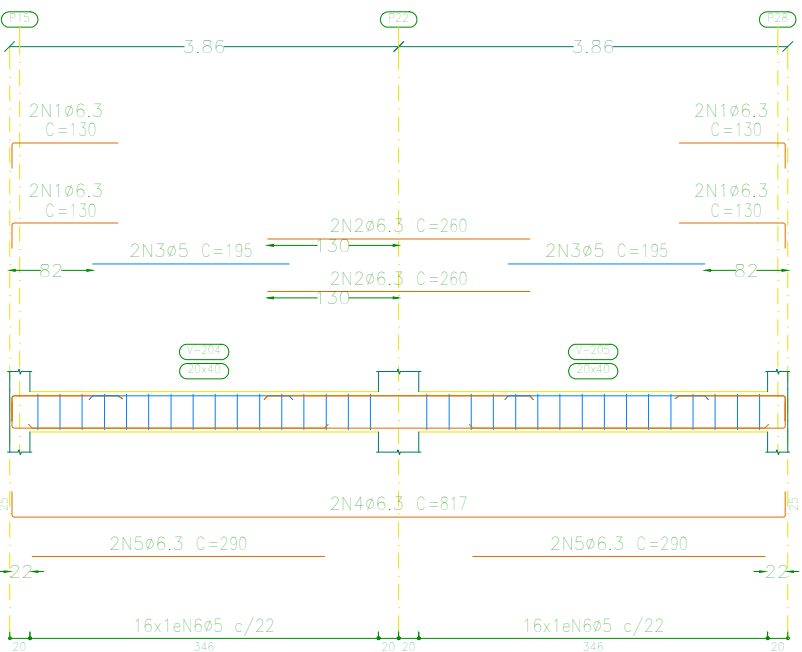 P15 P22 P28
3.86 3.86
2N1ø6.3 2N1ø6.3
C=130 C=130
2N1ø6.3 2N1ø6.3
C=130 C=130
2N2ø6.3 C=260
130
2N3ø5 C=195 2N3ø5 C=195
82 82
2N2ø6.3 C=260
130
V-204 V-205
20x40 20x40
25 2N4ø6.3 C=817 25
2N5ø6.3 C=290 2N5ø6.3 C=290
22 22
16x1eN6ø5 c/22 16x1eN6ø5 c/22
20 346 20 20 346 20